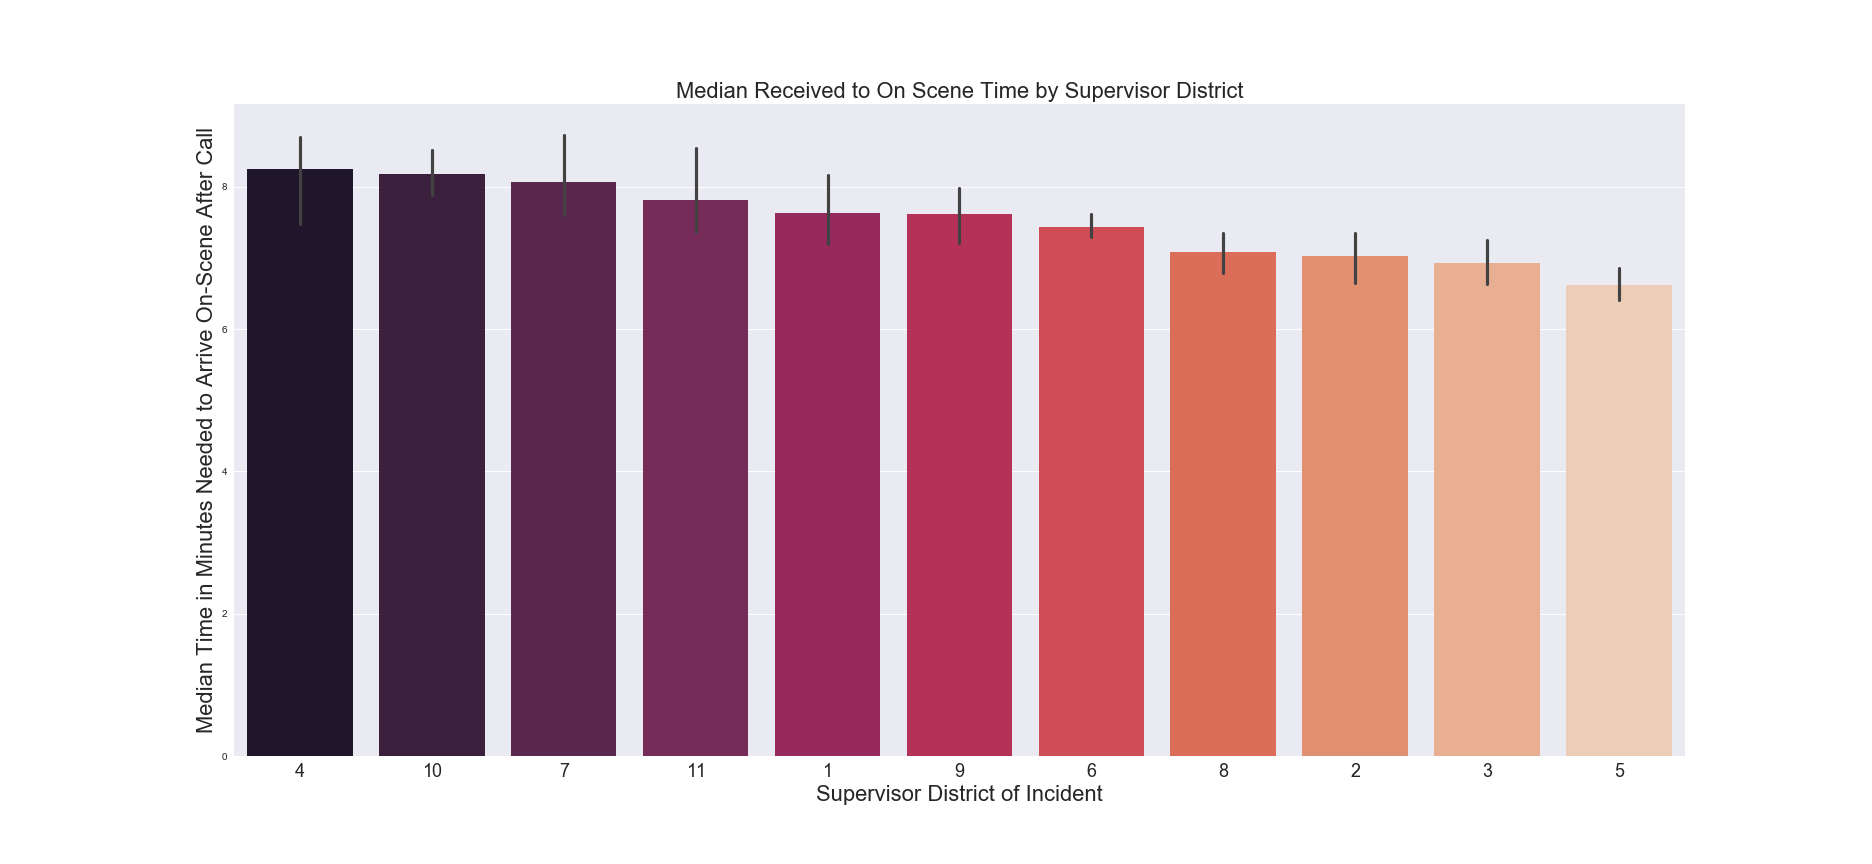 Median Received to On Scene Time by Supervisor District
Median Time in Minutes Needed to Arrive On-Scene After Call
8
6
4
2
0
4 10 7 11 1 9 6 8 2 3 5
Supervisor District of Incident